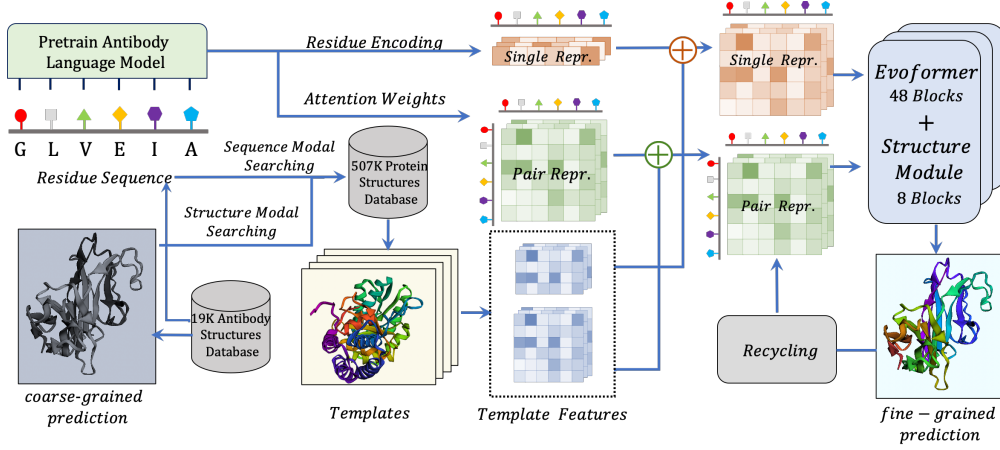 Pretrain Antibody
Language Model
G L V E I A
Residue Sequence
Residue Encoding
Attention Weights
Sequence Modal
Searching
Structure Modal
Searching
507K Protein
Structures
Database
19K Antibody
Structures
Database
coarse-grained
prediction
Templates
Template Features
Single Repr.
Pair Repr.
Single Repr.
Pair Repr.
Evoformer
48 Blocks
+
Structure
Module
8 Blocks
Recycling
fine − grained
prediction